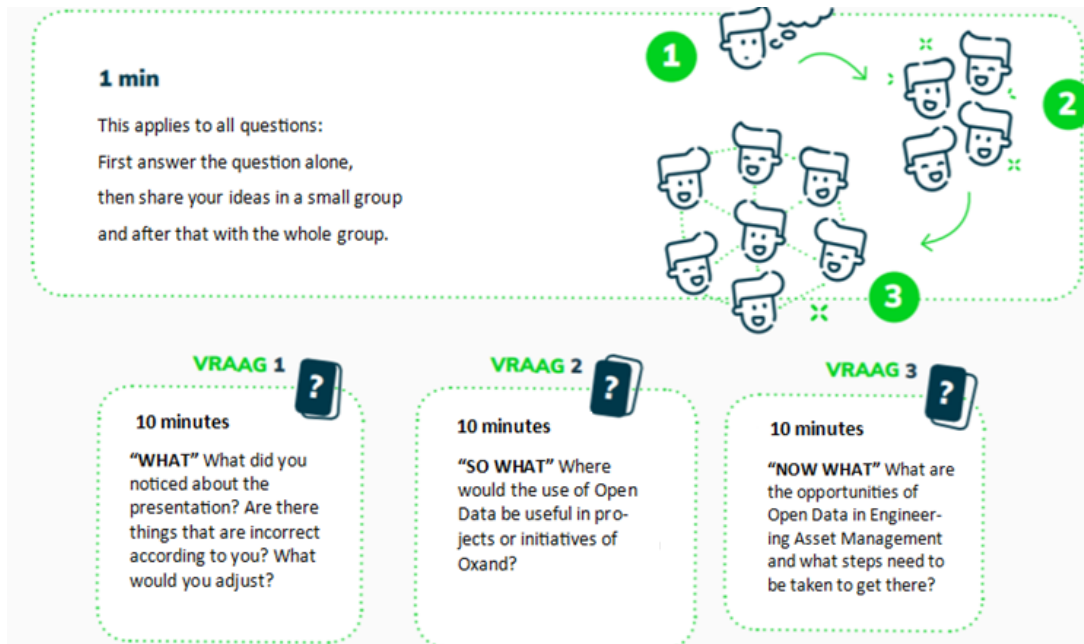 1
2
3
1 min
This applies to all questions:
First answer the question alone,
then share your ideas in a small group
and after that with the whole group.
VRAAG 1
?
10 minutes
“WHAT” What did you
noticed about the
presentation? Are there
things that are incorrect
according to you? What
would you adjust?
VRAAG 2
?
10 minutes
“SO WHAT” Where
would the use of Open
Data be useful in pro-
jects or initiatives of
Oxand?
VRAAG 3
?
10 minutes
“NOW WHAT” What are
the opportunities of
Open Data in Engineer-
ing Asset Management
and what steps need to
be taken to get there?